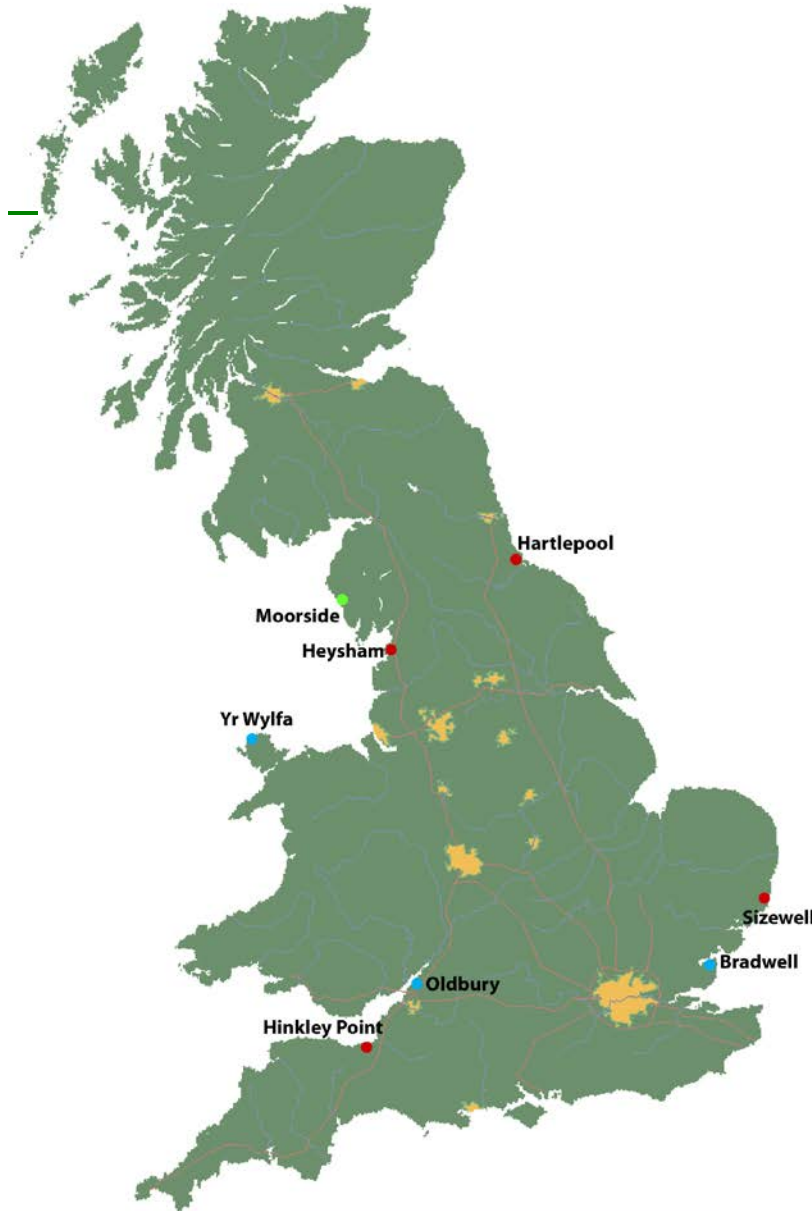 Hartlepool
Moorside
Heysham
Yr Wylfa
Sizewell
Bradwell
Oldbury
Hinkley Point